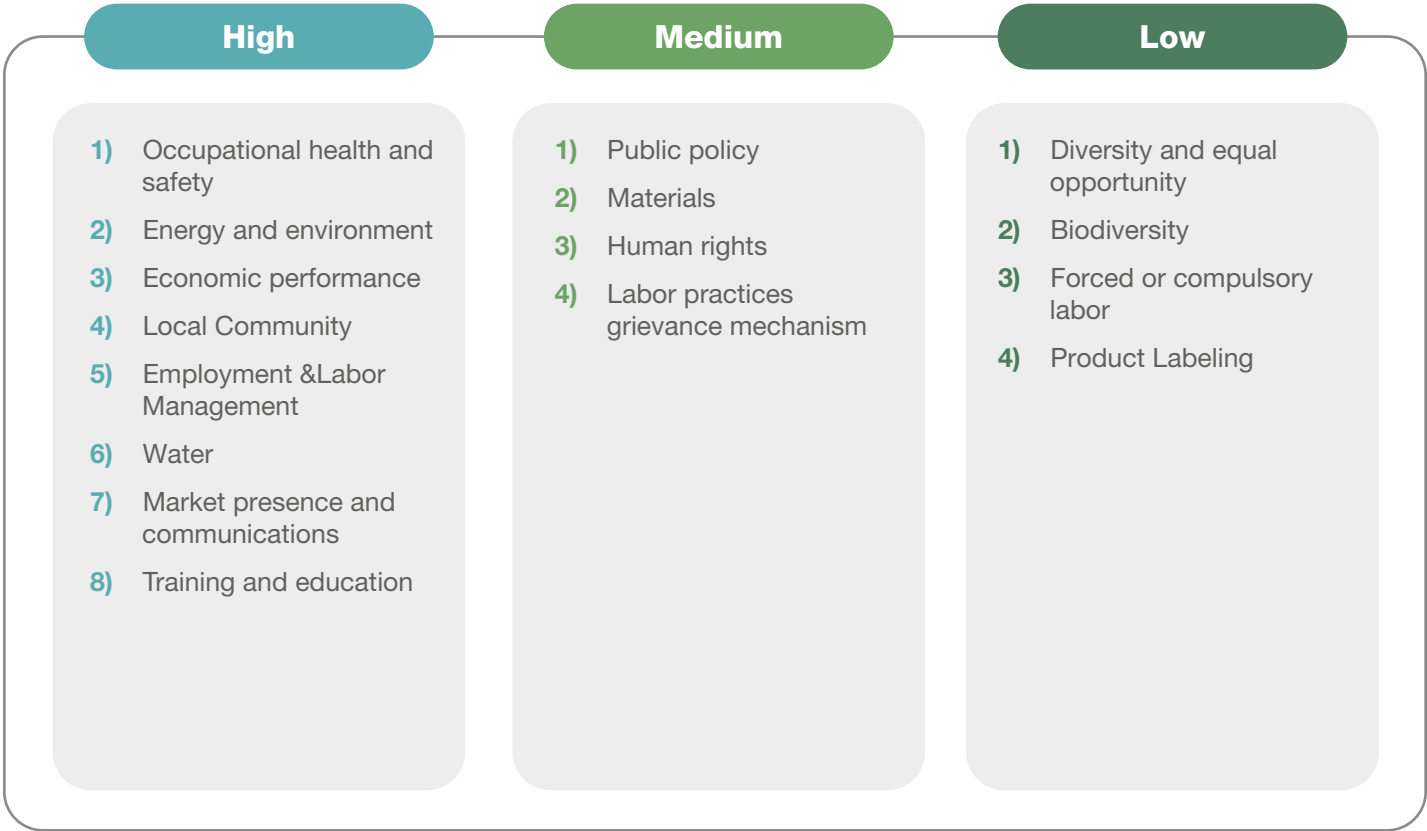 High
1) Occupational health and
safety
2) Energy and environment
3) Economic performance
4) Local Community
5) Employment &Labor
Management
6) Water
7) Market presence and
communications
8) Training and education
Medium
1) Public policy
2) Materials
3) Human rights
4) Labor practices
grievance mechanism
Low
1) Diversity and equal
opportunity
2) Biodiversity
3) Forced or compulsory
labor
4) Product Labeling